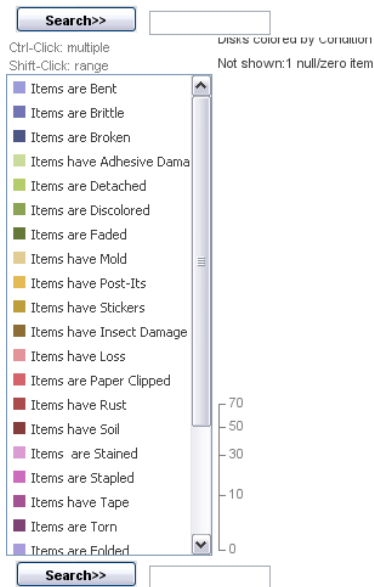 Search>>
Disks colored by Condition
Ctrl-Click: multiple
Shift-Click: range
Not shown:1 null/zero item
Items are Bent
Items are Brittle
Items are Broken
Items have Adhesive Dama
Items are Detached
Items are Discolored
Items are Faded
Items have Mold
Items have Post-Its
Items have Stickers
Items have Insect Damage
Items have Loss
Items are Paper Clipped
Items have Rust
Items have Soil
Items  are Stained
Items are Stapled
Items have Tape
Items are Torn
Items are Folded
70
50
30
10
0
Search>>